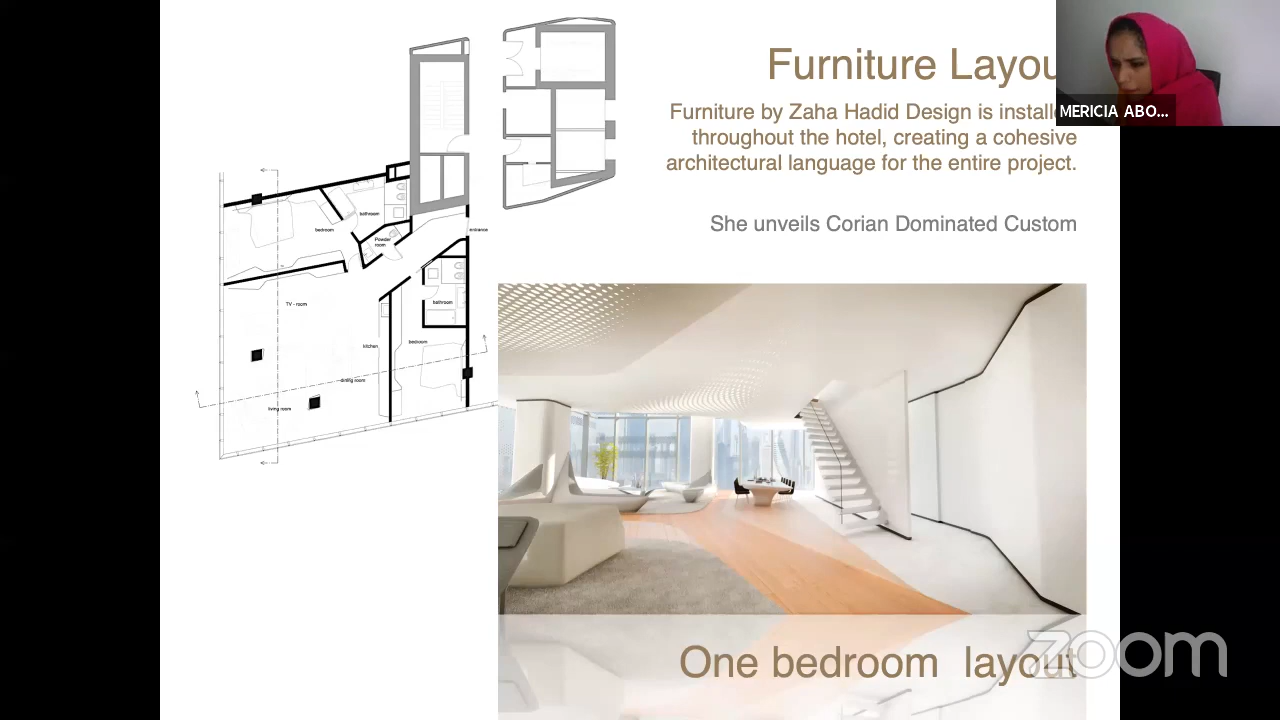 Furniture Layou
Furniture by Zaha Hadid Design is installe
throughout the hotel, creating a cohesive
architectural language for the entire project.
She unveils Corian Dominated Custom
MERICIA ABO...
bathroom
bedroom
Powder
room
entrance
TV - room
bathroom
kitchen
bedroom
dining room
living room
One bedroom layout
zoom